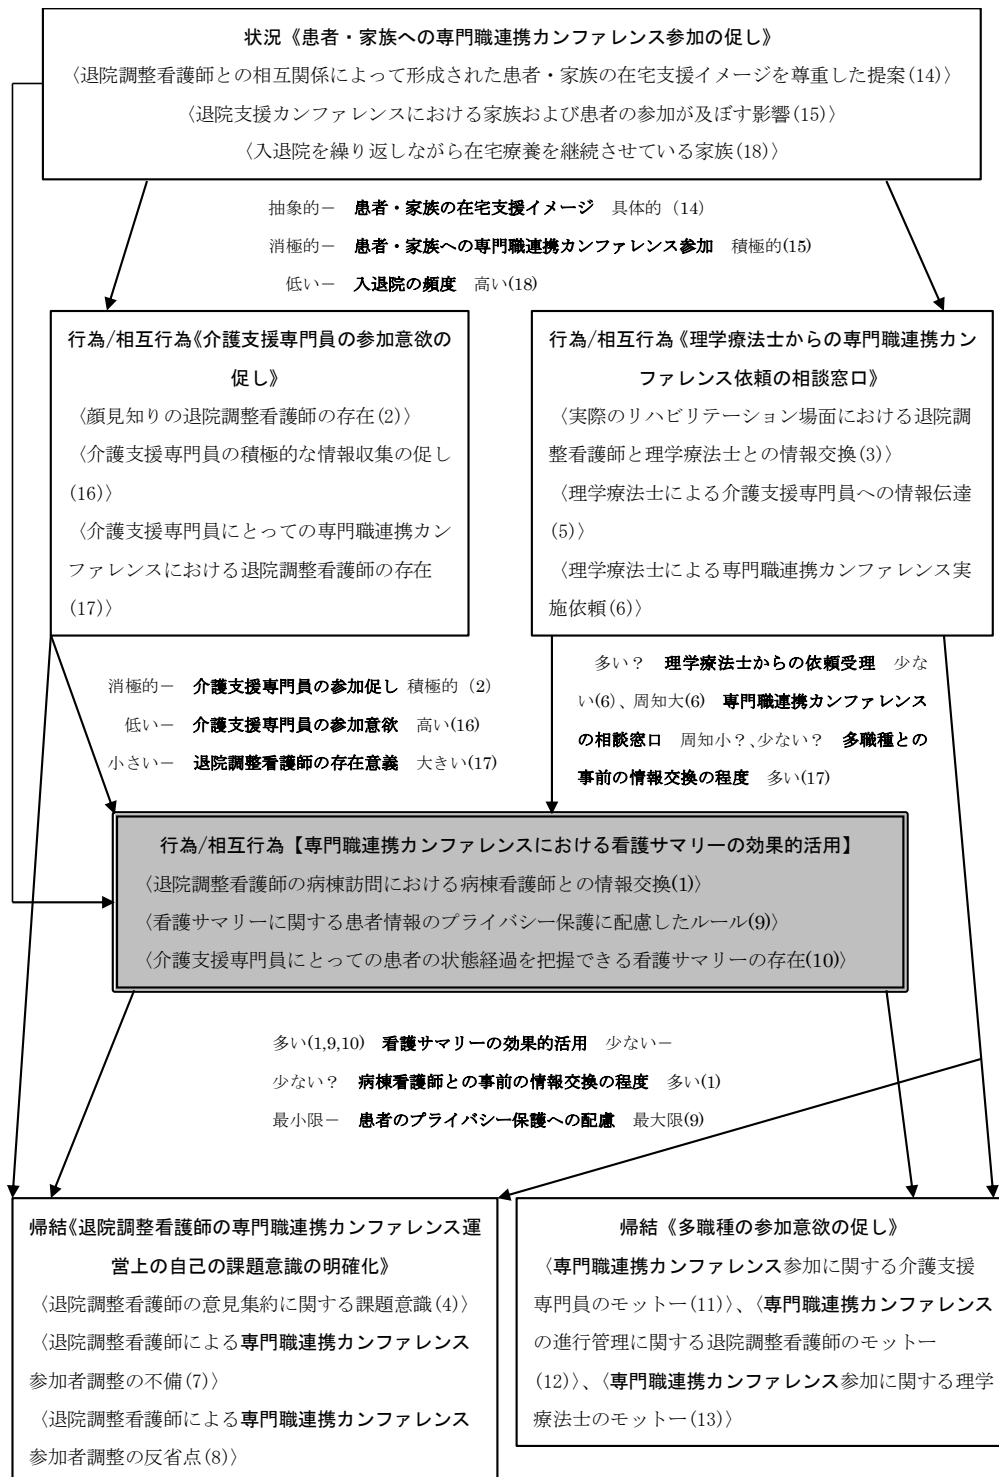 状況《患者・家族への専門職連携カンファレンス参加の促し》
〈退院調整看護師との相互関係によって形成された患者・家族の在宅支援イメージを尊重した提案(14)〉
〈退院支援カンファレンスにおける家族および患者の参加が及ぼす影響(15)〉
〈入退院を繰り返しながら在宅療養を継続させている家族(18)〉
抽象的－　患者・家族の在宅支援イメージ　具体的（14）
消極的－　患者・家族への専門職連携カンファレンス参加　積極的(15)
低い－　入退院の頻度　高い(18)
行為/相互行為《介護支援専門員の参加意欲の
促し》
〈顔見知りの退院調整看護師の存在(2)〉
〈介護支援専門員の積極的な情報収集の促し
(16)〉
〈介護支援専門員にとっての専門職連携カン
ファレンスにおける退院調整看護師の存在
(17)〉
行為/相互行為《理学療法士からの専門職連携カン
ファレンス依頼の相談窓口》
〈実際のリハビリテーション場面における退院調
整看護師と理学療法士との情報交換(3)〉
〈理学療法士による介護支援専門員への情報伝達
(5)〉
〈理学療法士による専門職連携カンファレンス実
施依頼(6)〉
消極的－　介護支援専門員の参加促し　積極的（2）
低い－　介護支援専門員の参加意欲　高い(16)
小さい－　退院調整看護師の存在意義　大きい(17)
多い？　理学療法士からの依頼受理　少な
い(6)、周知大(6)　専門職連携カンファレンス
の相談窓口　周知小？、少ない？　多職種との
事前の情報交換の程度　多い(17)
行為/相互行為【専門職連携カンファレンスにおける看護サマリーの効果的活用】
〈退院調整看護師の病棟訪問における病棟看護師との情報交換(1)〉
〈看護サマリーに関する患者情報のプライバシー保護に配慮したルール(9)〉
〈介護支援専門員にとっての患者の状態経過を把握できる看護サマリーの存在(10)〉
多い(1,9,10)　看護サマリーの効果的活用　少ない－
少ない？　病棟看護師との事前の情報交換の程度　多い(1)
最小限－　患者のプライバシー保護への配慮　最大限(9)
帰結《退院調整看護師の専門職連携カンファレンス運
営上の自己の課題意識の明確化》
〈退院調整看護師の意見集約に関する課題意識(4)〉
〈退院調整看護師による専門職連携カンファレンス
参加者調整の不備(7)〉
〈退院調整看護師による専門職連携カンファレンス
参加者調整の反省点(8)〉
帰結《多職種の参加意欲の促し》
〈専門職連携カンファレンス参加に関する介護支援
専門員のモットー(11)〉、〈専門職連携カンファレンス
の進行管理に関する退院調整看護師のモットー
(12)〉、〈専門職連携カンファレンス参加に関する理学
療法士のモットー(13)〉